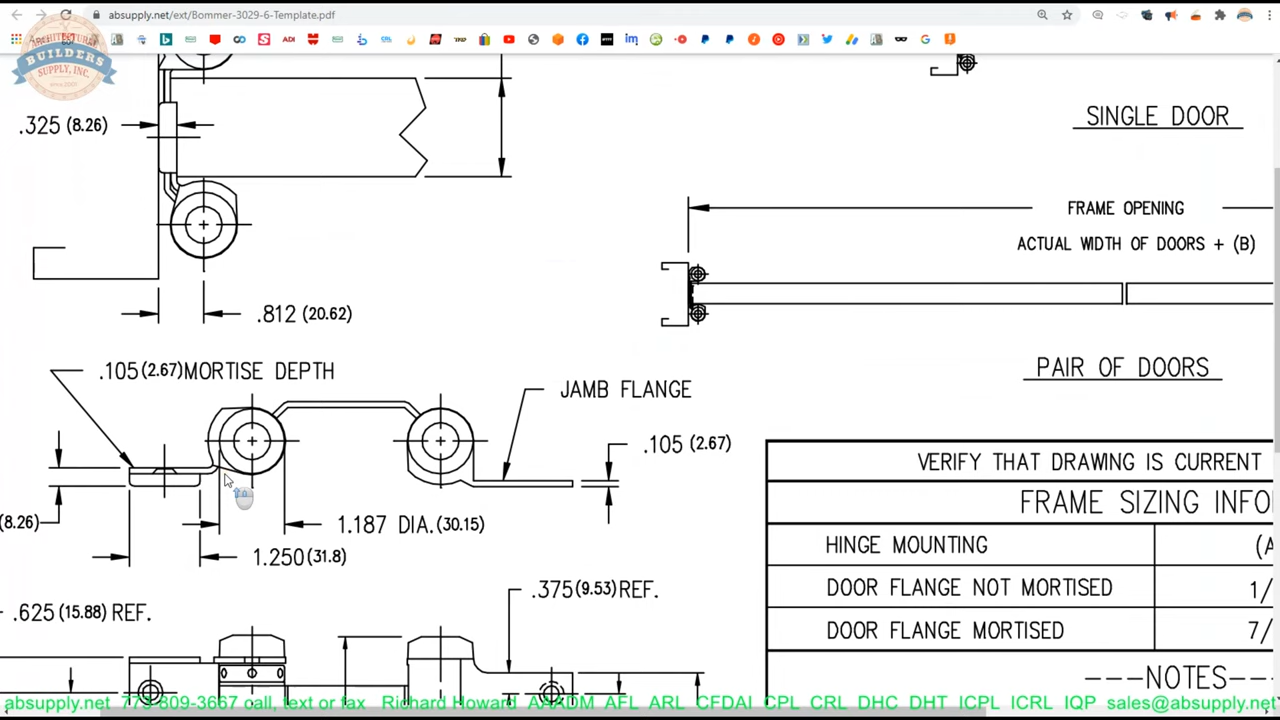 absupply.net/ext/Bommer-3029-6-Template.pdf
ARCHITECTURAL
BUILDERS
SUPPLY, INC.
.325 (8.26)
SINGLE DOOR
FRAME OPENING
ACTUAL WIDTH OF DOORS + (B)
.812 (20.62)
.105(2.67)MORTISE DEPTH
PAIR OF DOORS
JAMB FLANGE
.105 (2.67)
VERIFY THAT DRAWING IS CURRENT
(8.26)
1.187 DIA.(30.15)
FRAME SIZING INFO
HINGE MOUNTING (A
1.250(31.8)
DOOR FLANGE NOT MORTISED 1/
.375(9.53)REF.
.625 (15.88) REF.
DOOR FLANGE MORTISED 7/
---NOTES---
absupply.net 773-809-3667 call, text or fax Richard Howard AAADM AFL ARL CFDAI CPL CRL DHC DHT ICPL ICRL IQP sales@absupply.net